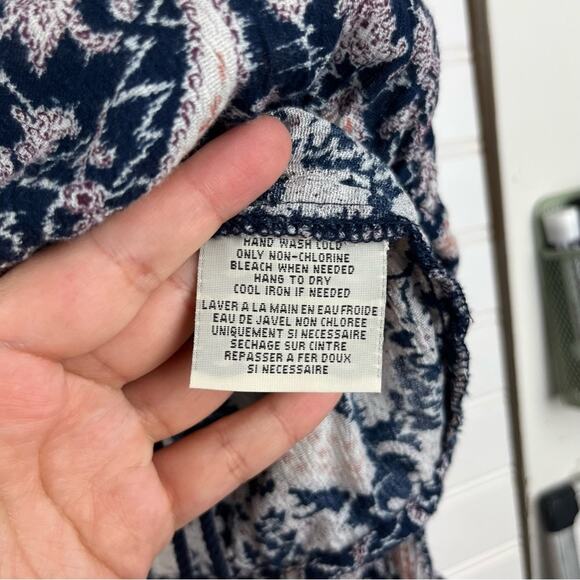 HAND WASH COLD
ONLY NON-CHLORINE
BLEACH WHEN NEEDED
HANG TO DRY
COOL IRON IF NEEDED
LAVER A LA MAIN EN EAU FROIDE
EAU DE JAVEL NON CHLOREE
UNIQUEMENT SI NECESSAIRE
SECHAGE SUR CINTRE
REPASSER A FER DOUX
SI NECESSAIRE